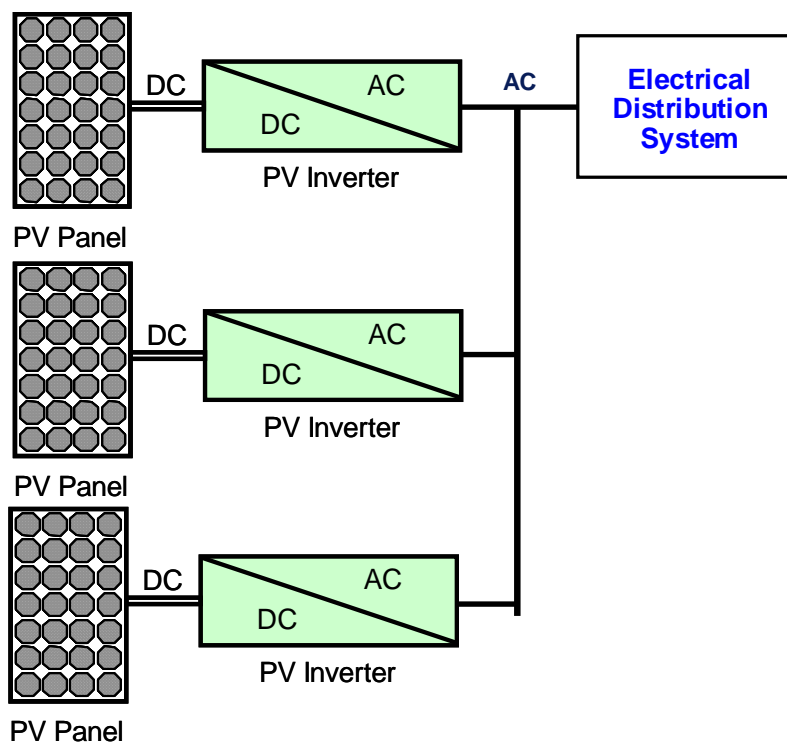 DC
AC
DC
AC
Electrical
Distribution
System
PV Inverter
PV Panel
DC
AC
DC
PV Inverter
PV Panel
DC
AC
DC
PV Inverter
PV Panel